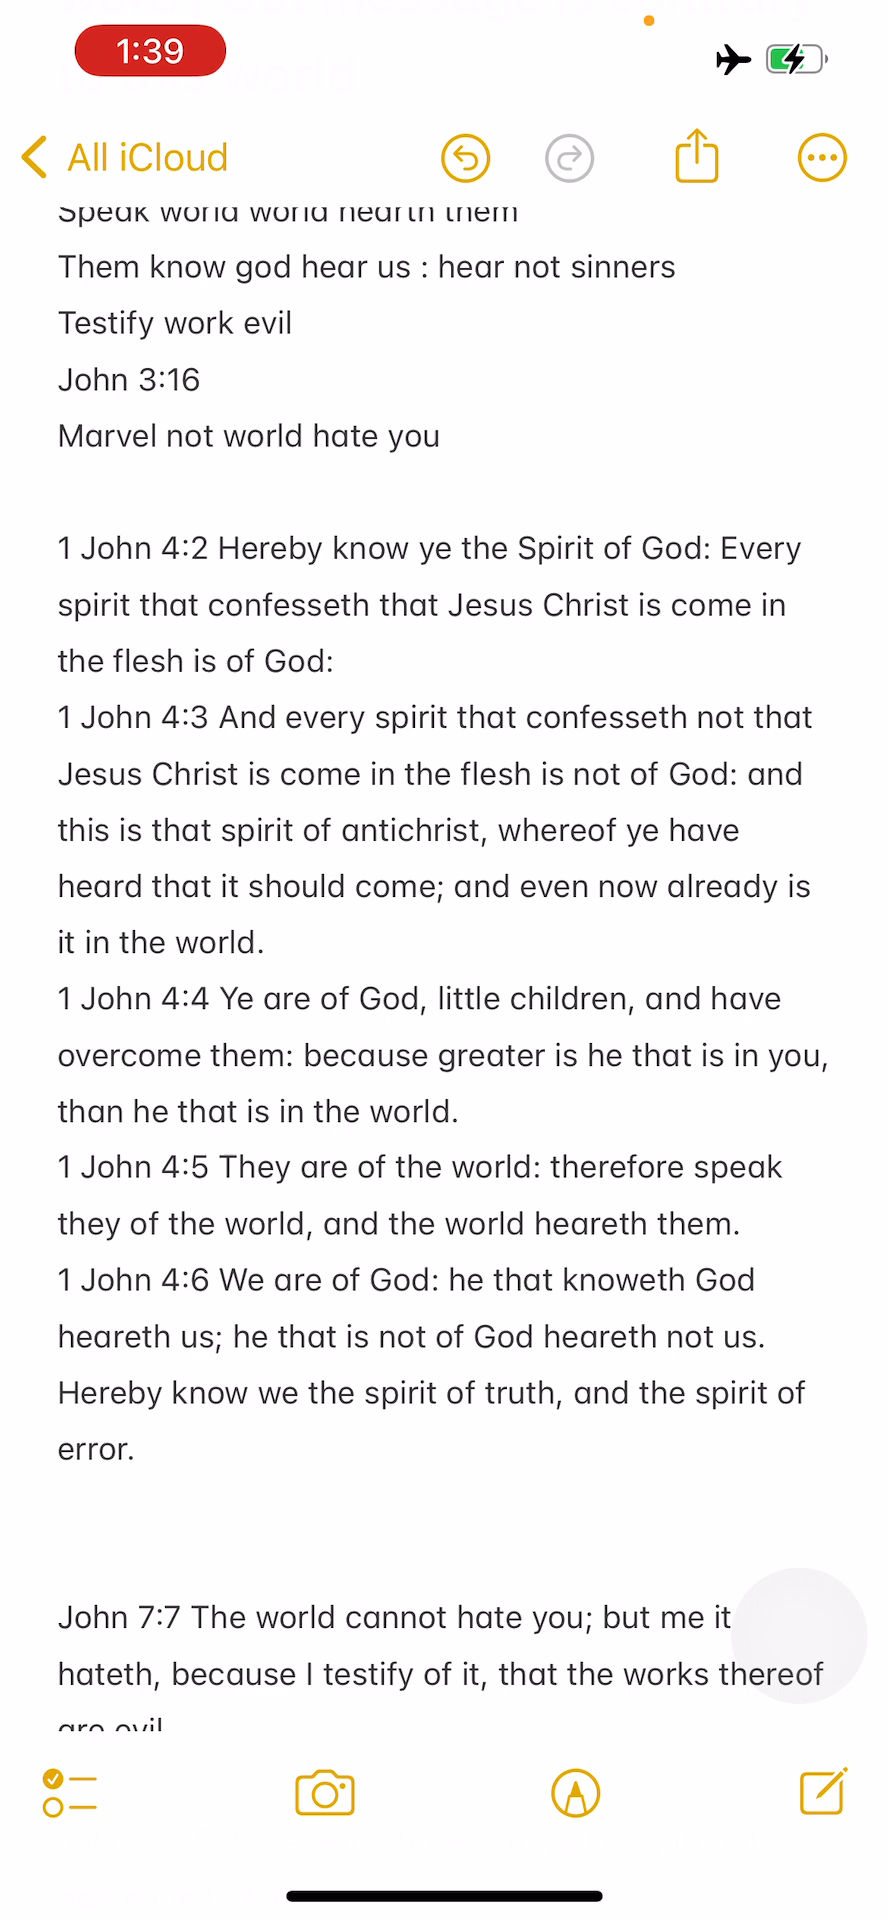 1:39
All iCloud
Speak world world hearth them
Them know god hear us : hear not sinners
Testify work evil
John 3:16
Marvel not world hate you
1 John 4:2 Hereby know ye the Spirit of God: Every
spirit that confesseth that Jesus Christ is come in
the flesh is of God:
1 John 4:3 And every spirit that confesseth not that
Jesus Christ is come in the flesh is not of God: and
this is that spirit of antichrist, whereof ye have
heard that it should come; and even now already is
it in the world.
1 John 4:4 Ye are of God, little children, and have
overcome them: because greater is he that is in you,
than he that is in the world.
1 John 4:5 They are of the world: therefore speak
they of the world, and the world heareth them.
1 John 4:6 We are of God: he that knoweth God
heareth us; he that is not of God heareth not us.
Hereby know we the spirit of truth, and the spirit of
error.
John 7:7 The world cannot hate you; but me it
hateth, because I testify of it, that the works thereof
are evil